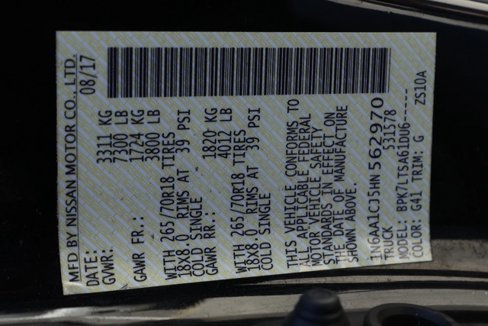 MFD BY NISSAN MOTOR CO., LTD.
DATE: 08/17
GVWR: 3311 KG
7300 LB
GAWR FR.: 1724 KG
3800 LB
WITH 265/70R18 TIRES
18X8.0 RIMS AT 39 PSI
COLD SINGLE
GAWR RR.: 1820 KG
4012 LB
WITH 265/70R18 TIRES
18X8.0 RIMS AT 39 PSI
COLD SINGLE
THIS VEHICLE CONFORMS TO
ALL APPLICABLE FEDERAL
MOTOR VEHICLE SAFETY
STANDARDS IN EFFECT ON
THE DATE OF MANUFACTURE
SHOWN ABOVE.
1N6AA1CJ5HN562970
TRUCK 531578
MODEL: BPK7LTSA61DU6-----
COLOR: G41 TRIM: G ZS10A